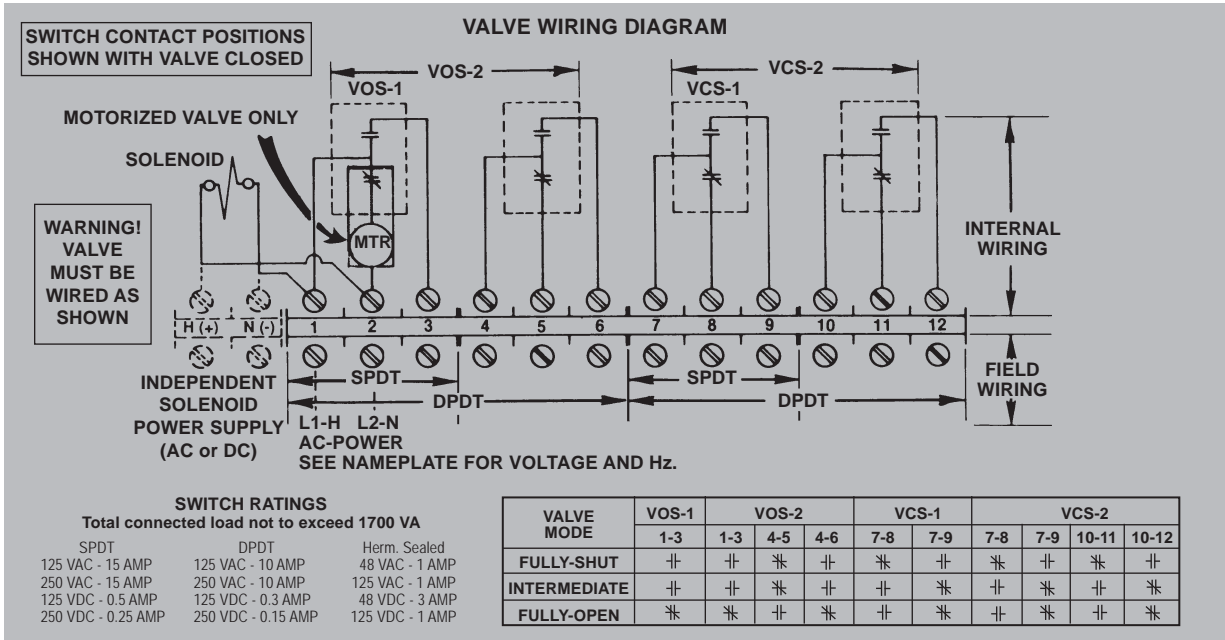 VALVE WIRING DIAGRAM
SWITCH CONTACT POSITIONS
SHOWN WITH VALVE CLOSED
VOS-2
VCS-2
VOS-1
VCS-1
MOTORIZED VALVE ONLY
SOLENOID
WARNING!
VALVE
MUST BE
WIRED AS
SHOWN
MTR
INTERNAL
WIRING
H (+) N (-) 1 2 3 4 5 6 7 8 9 10 11 12
FIELD
WIRING
SPDT
SPDT
DPDT
DPDT
INDEPENDENT
SOLENOID
POWER SUPPLY
(AC or DC)
L1-H L2-N
AC-POWER
SEE NAMEPLATE FOR VOLTAGE AND Hz.
SWITCH RATINGS
Total connected load not to exceed 1700 VA
SPDT DPDT Herm. Sealed
125 VAC - 15 AMP 125 VAC - 10 AMP 48 VAC - 1 AMP
250 VAC - 15 AMP 250 VAC - 10 AMP 125 VAC - 1 AMP
125 VDC - 0.5 AMP 125 VDC - 0.3 AMP 48 VDC - 3 AMP
250 VDC - 0.25 AMP 250 VDC - 0.15 AMP 125 VDC - 1 AMP
VALVE
MODE
VOS-1 VOS-2 VCS-1 VCS-2
1-3 1-3 4-5 4-6 7-8 7-9 7-8 7-9 10-11 10-12
FULLY-SHUT
INTERMEDIATE
FULLY-OPEN